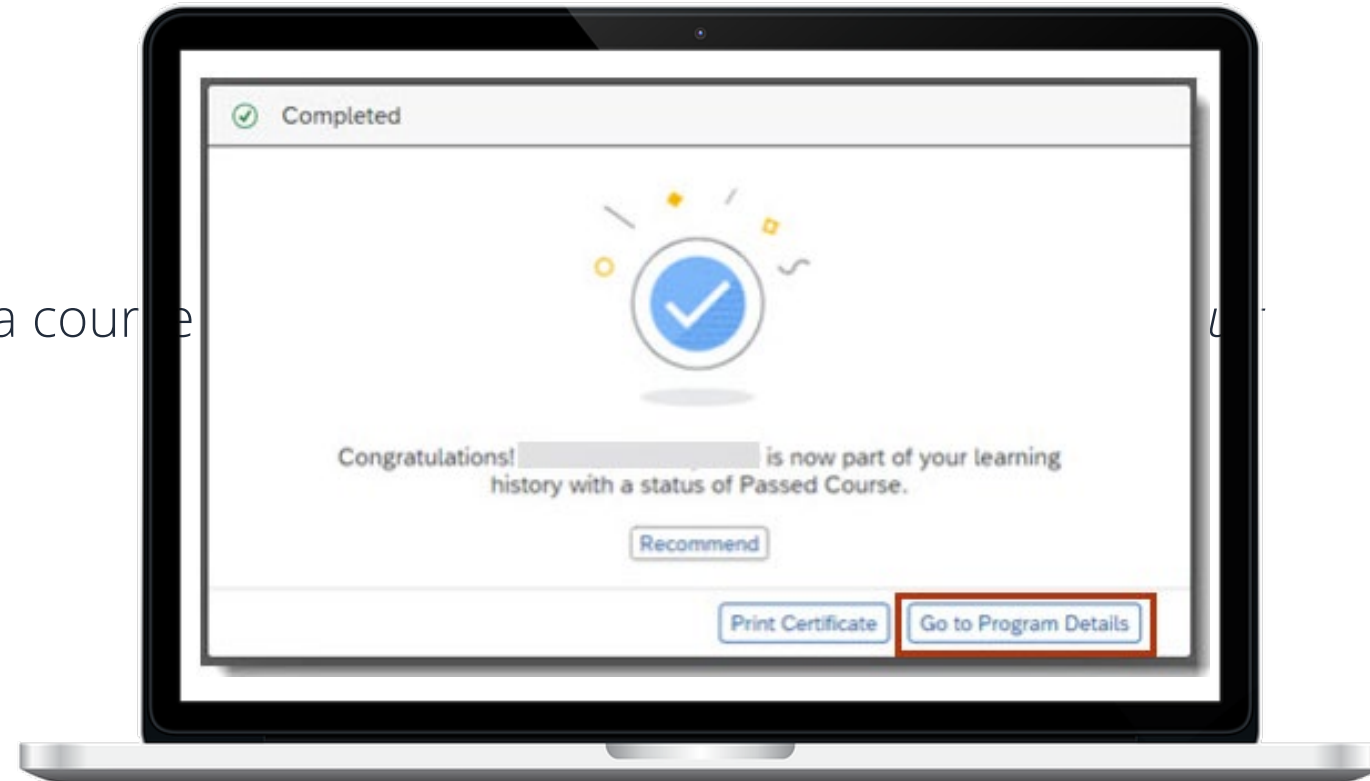 Completed
a course
Congratulations! is now part of your learning
history with a status of Passed Course.
Recommend
Print Certificate
Go to Program Details